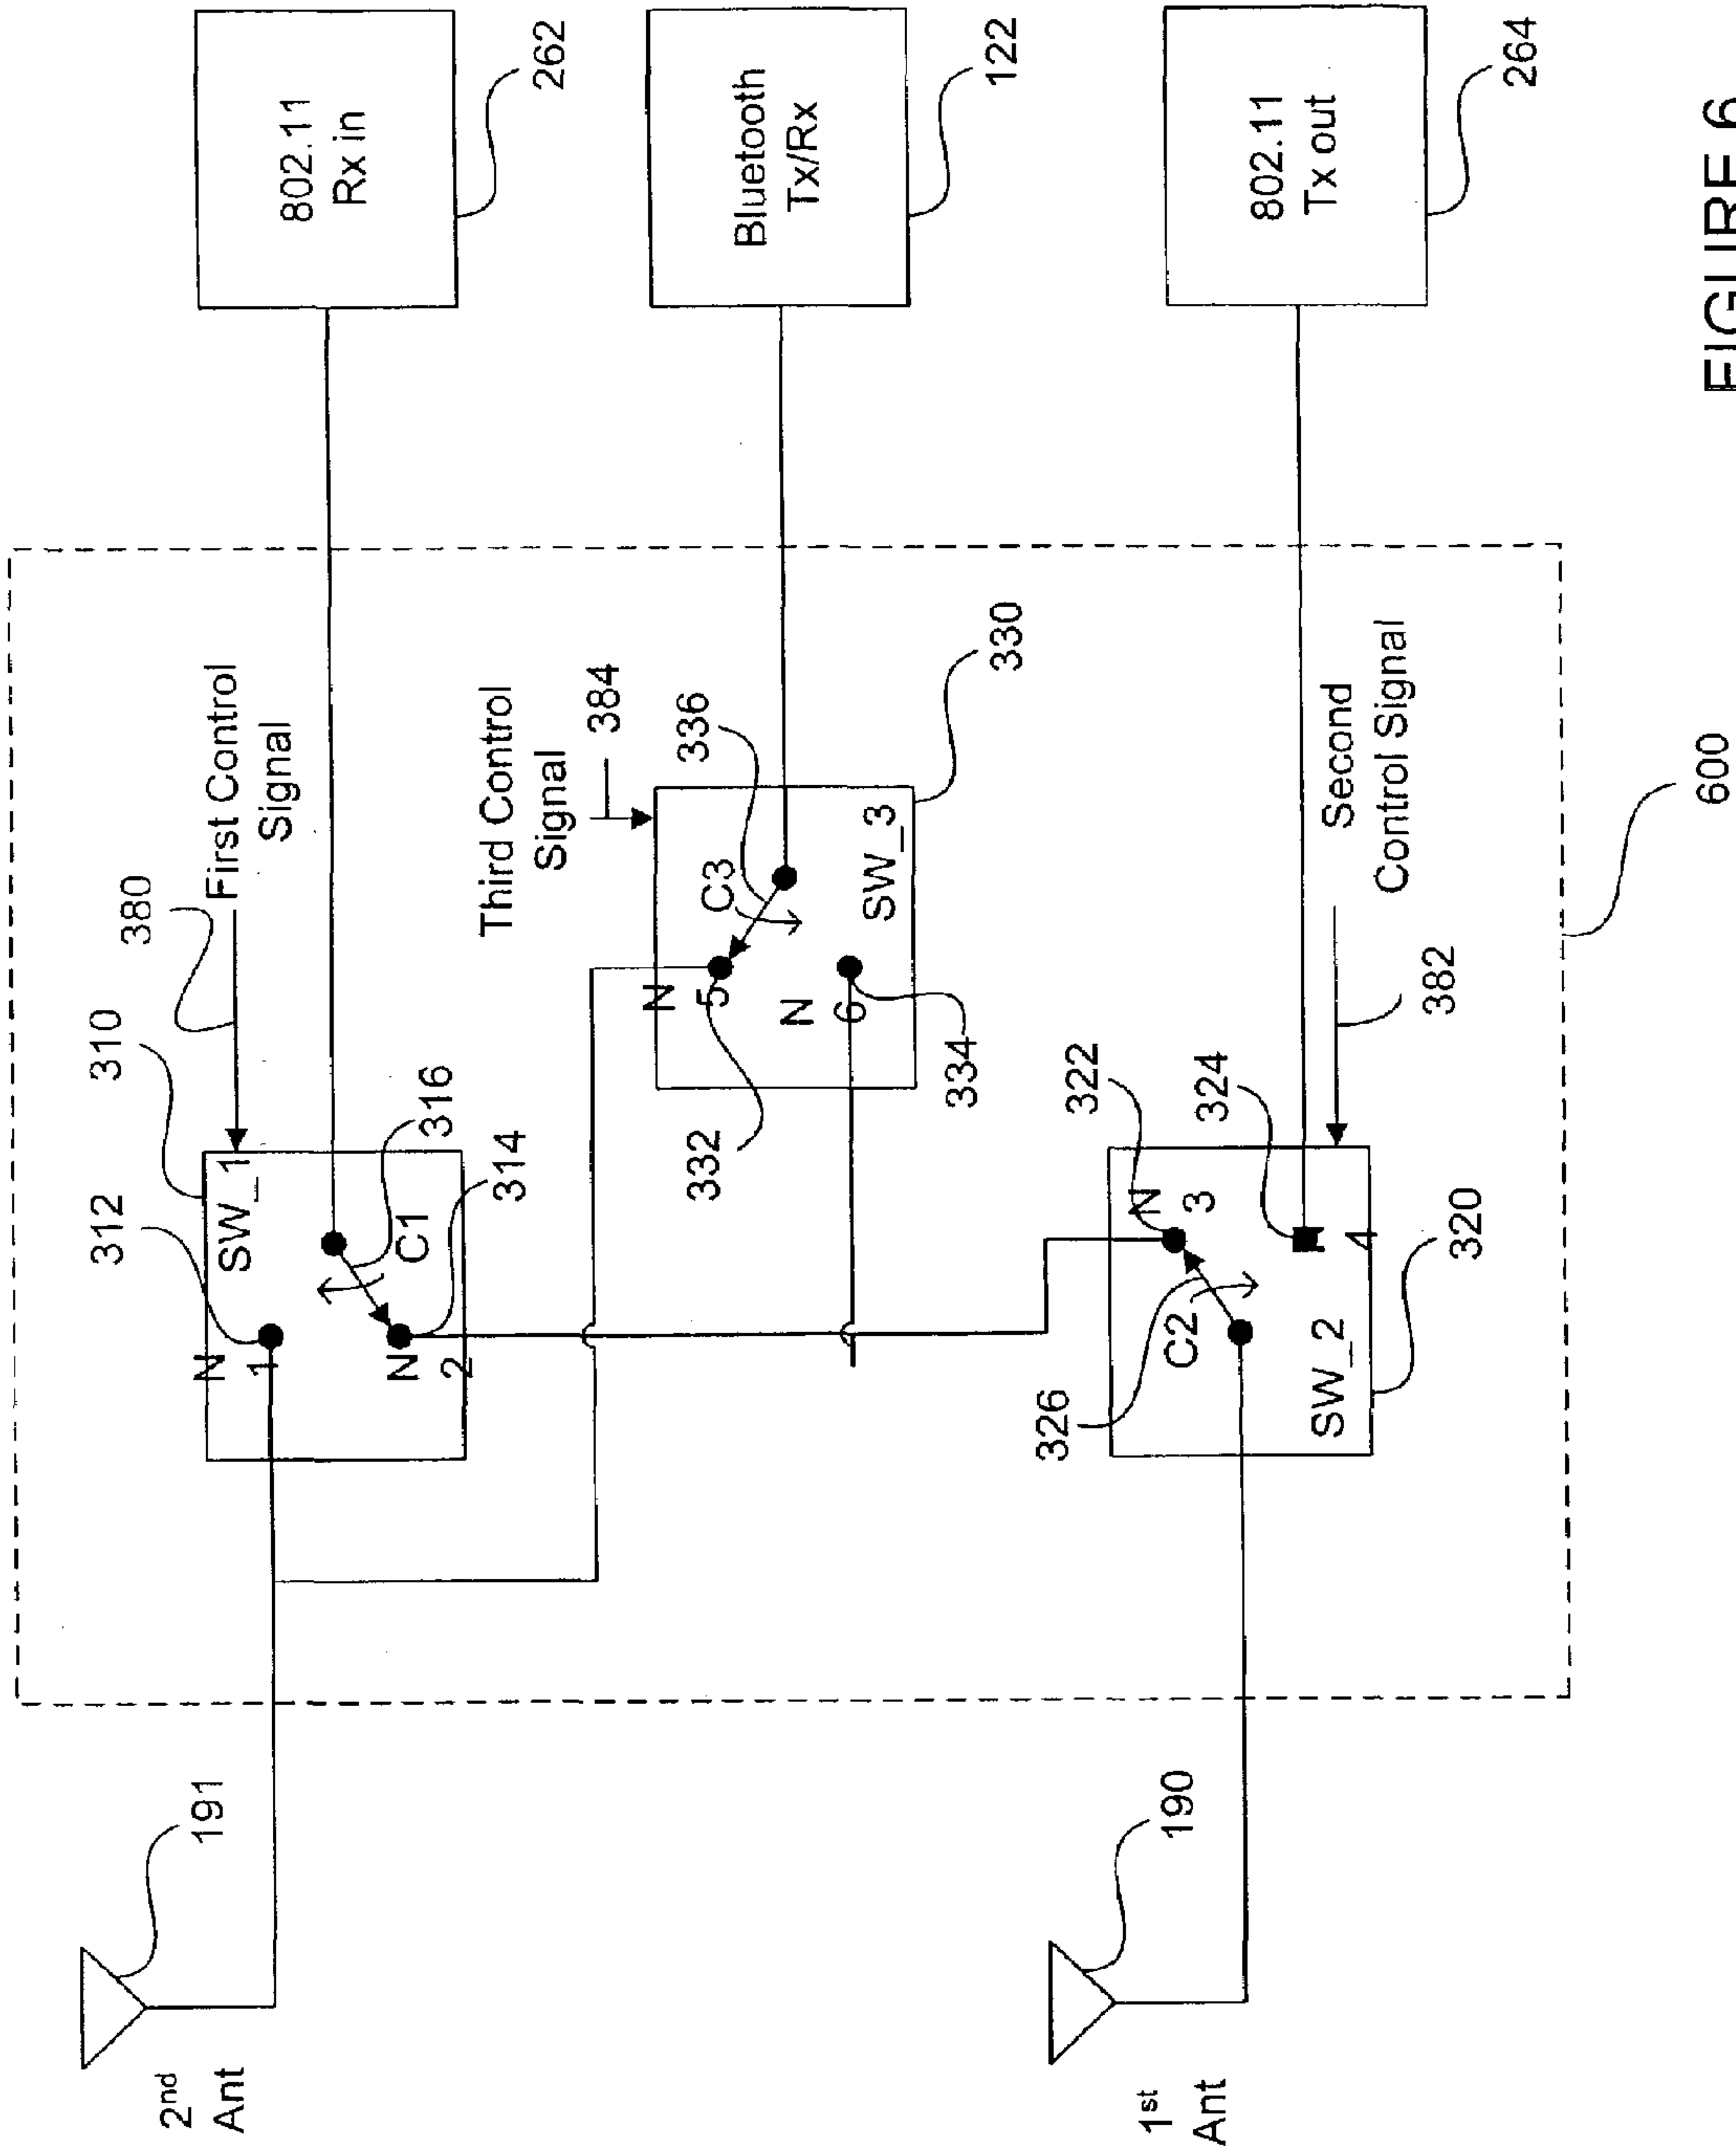 2nd
Ant
191
1st
Ant
190
312
310
380
First Control
Signal
SW_1
N
1
N
2
C1
316
314
Third Control
Signal
384
336
330
C3
N
5
N
6
SW_3
332
334
322
324
N
3
4
C2
SW_2
326
320
382
Second
Control Signal
600
802.11
Rx in
262
Bluetooth
Tx/Rx
122
802.11
Tx out
264
FIGURE 6